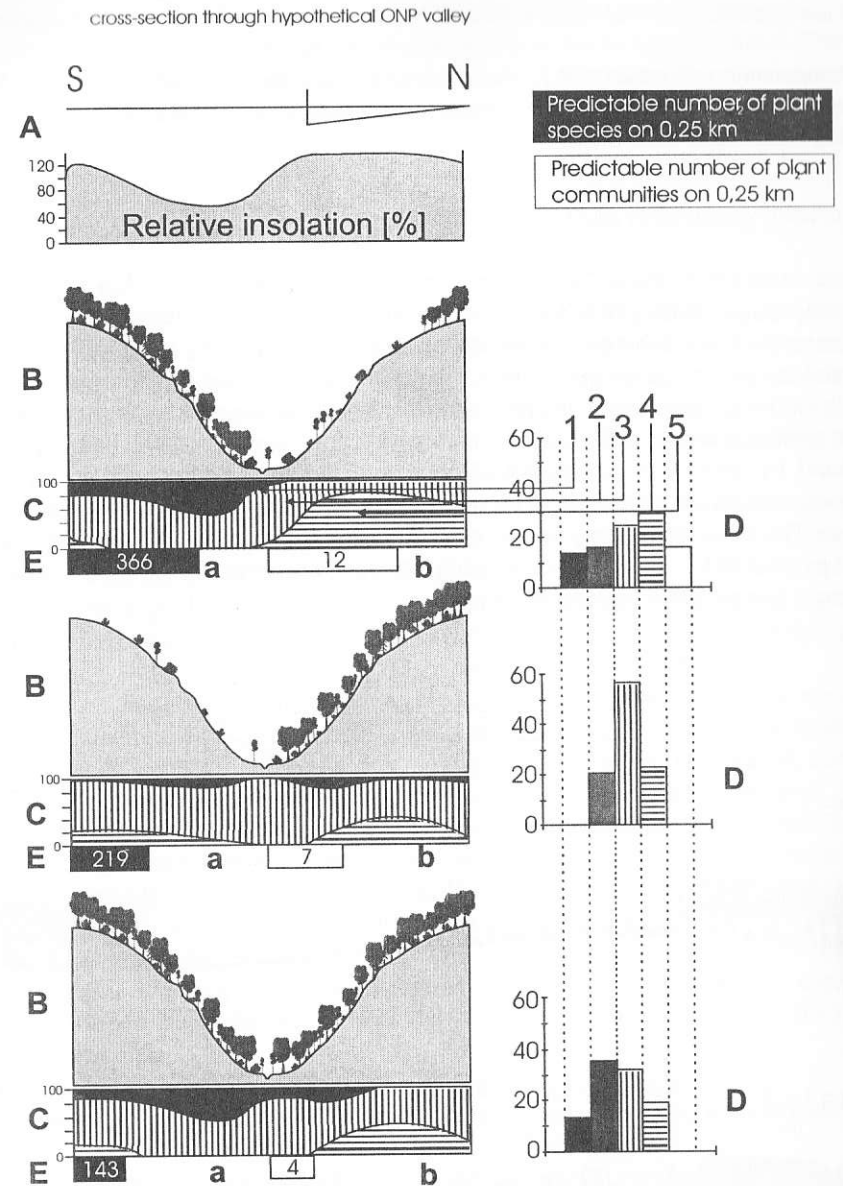 cross-section through hypothetical ONP valley
S N
A
120
80
40
0
Relative insolation [%]
Predictable number of plant
species on 0,25 km
Predictable number of plant
communities on 0,25 km
B
100
C
0
E 366 a 12 b
60
40
20
0
1 2 3 4 5
D
B
100
C
0
E 219 a 7 b
60
40
20
0
D
B
100
C
0
E 143 a 4 b
60
40
20
0
D